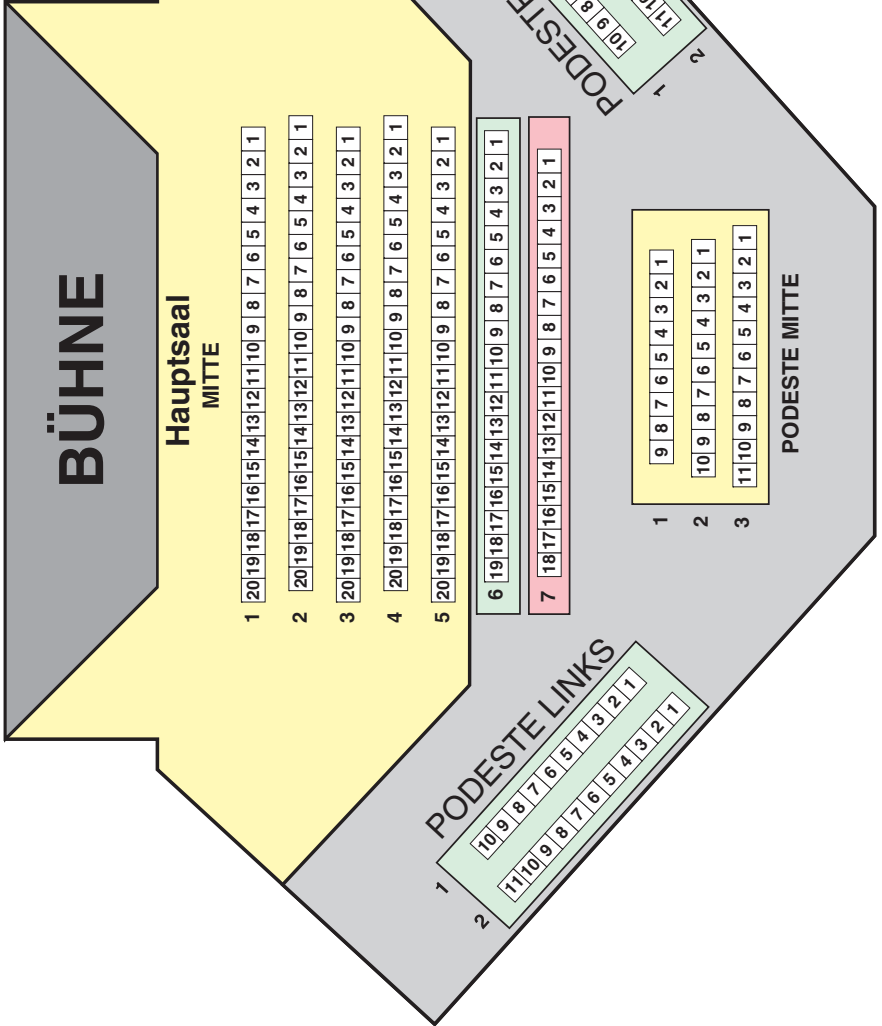 BÜHNE
Hauptsaal
MITTE
1 20 19 18 17 16 15 14 13 12 11 10 9 8 7 6 5 4 3 2 1
2 20 19 18 17 16 15 14 13 12 11 10 9 8 7 6 5 4 3 2 1
3 20 19 18 17 16 15 14 13 12 11 10 9 8 7 6 5 4 3 2 1
4 20 19 18 17 16 15 14 13 12 11 10 9 8 7 6 5 4 3 2 1
5 20 19 18 17 16 15 14 13 12 11 10 9 8 7 6 5 4 3 2 1
6 19 18 17 16 15 14 13 12 11 10 9 8 7 6 5 4 3 2 1
7 18 17 16 15 14 13 12 11 10 9 8 7 6 5 4 3 2 1
PODESTE LINKS
1 10 9 8 7 6 5 4 3 2 1
2 11 10 9 8 7 6 5 4 3 2 1
1 9 8 7 6 5 4 3 2 1
2 10 9 8 7 6 5 4 3 2 1
3 11 10 9 8 7 6 5 4 3 2 1
PODESTE MITTE
PODESTE
1 10 9 8
2 11 10